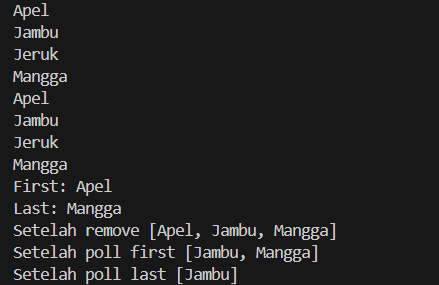 Apel
Jambu
Jeruk
Mangga
Apel
Jambu
Jeruk
Mangga
First: Apel
Last: Mangga
Setelah remove [Apel, Jambu, Mangga]
Setelah poll first [Jambu, Mangga]
Setelah poll last [Jambu]